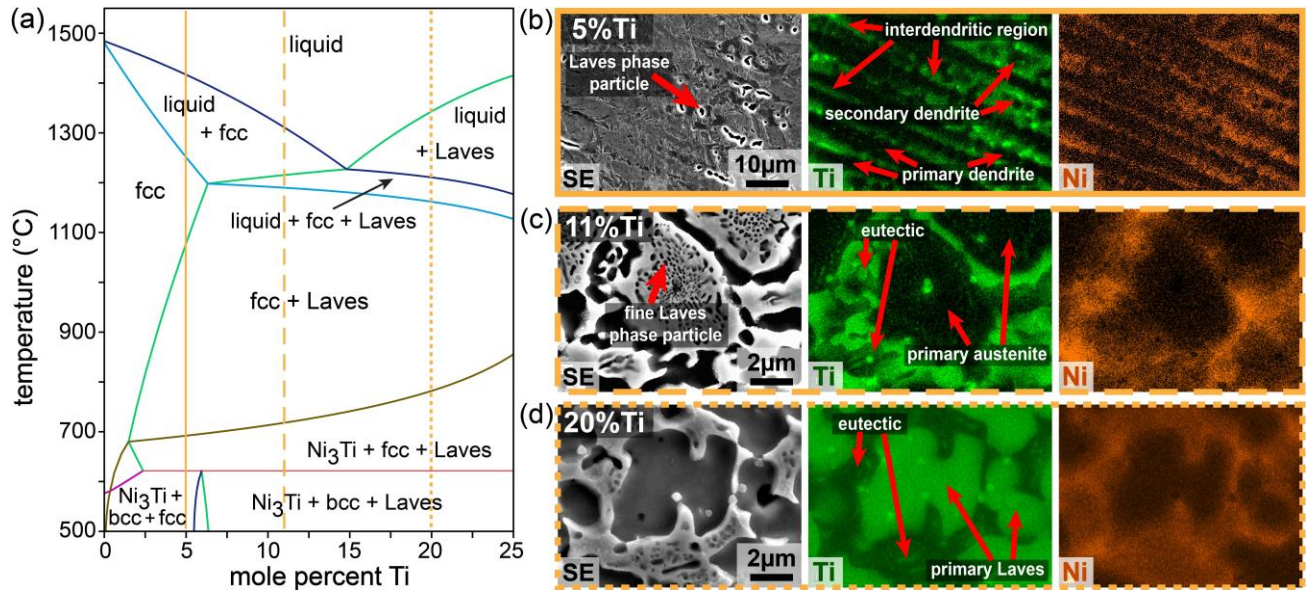 (a)
1500
1300
1100
900
700
500
temperature (°C)
0
5
10
15
20
25
mole percent Ti
liquid
liquid
+ fcc
liquid
+ Laves
fcc
liquid + fcc + Laves
fcc + Laves
Ni₃Ti + fcc + Laves
Ni₃Ti +
bcc + fcc
Ni₃Ti + bcc + Laves
(b)
5%Ti
Laves phase
particle
10µm
SE
interdendritic region
secondary dendrite
primary dendrite
Ti
Ni
(c)
11%Ti
fine Laves
phase particle
2µm
SE
eutectic
primary austenite
Ti
Ni
(d)
20%Ti
2µm
SE
eutectic
primary Laves
Ti
Ni